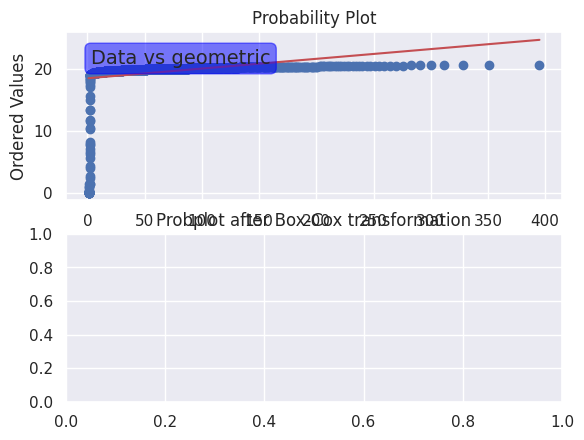 Probability Plot
Data vs geometric
Ordered Values
20
10
0
0 50 100 150 200 250 300 350 400
Probplot after Box-Cox transformation
1.0
0.8
0.6
0.4
0.2
0.0
0.0 0.2 0.4 0.6 0.8 1.0